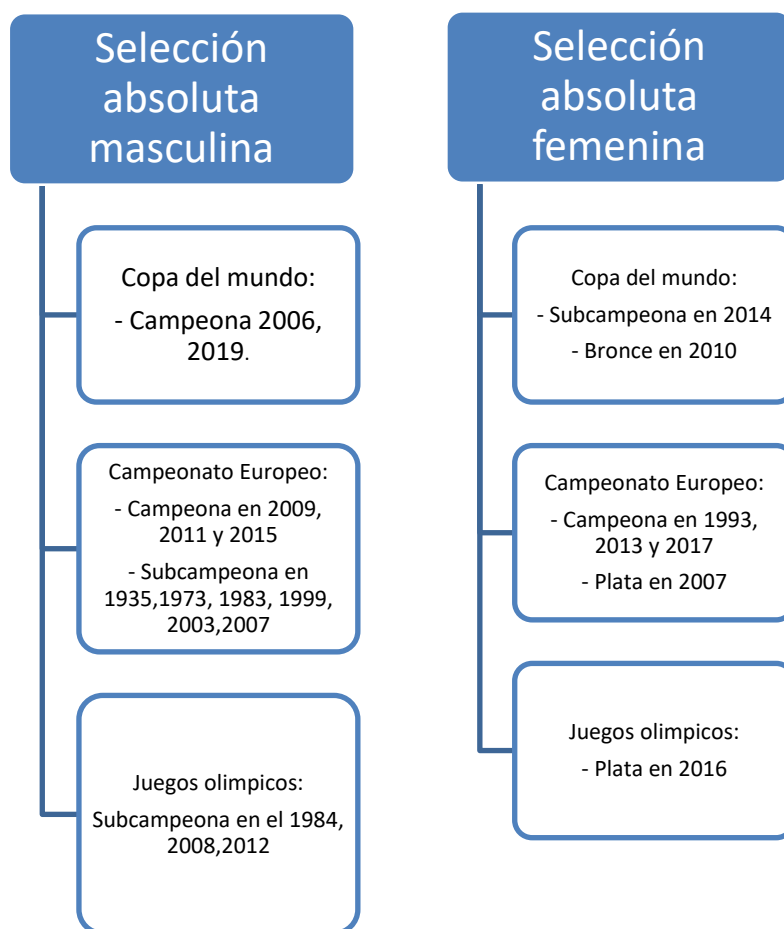 Selección
absoluta
masculina
Copa del mundo:
- Campeona 2006,
2019.
Campeonato Europeo:
- Campeona en 2009,
2011 y 2015
- Subcampeona en
1935,1973, 1983, 1999,
2003,2007
Juegos olimpicos:
Subcampeona en el 1984,
2008,2012
Selección
absoluta
femenina
Copa del mundo:
- Subcampeona en 2014
- Bronce en 2010
Campeonato Europeo:
- Campeona en 1993,
2013 y 2017
- Plata en 2007
Juegos olimpicos:
- Plata en 2016